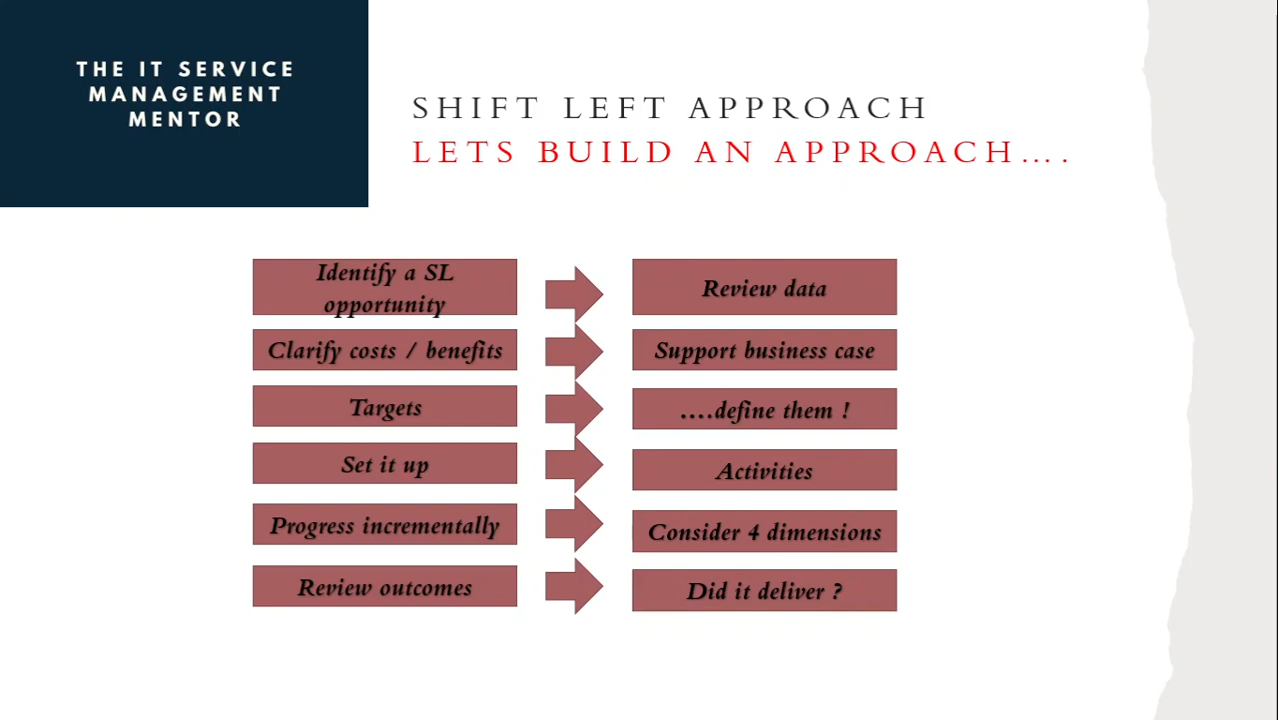 THE IT SERVICE
MANAGEMENT
MENTOR
SHIFT LEFT APPROACH
LETS BUILD AN APPROACH....
Identify a SL
opportunity
Review data
Clarify costs / benefits
Support business case
Targets
....define them !
Set it up
Activities
Progress incrementally
Consider 4 dimensions
Review outcomes
Did it deliver ?